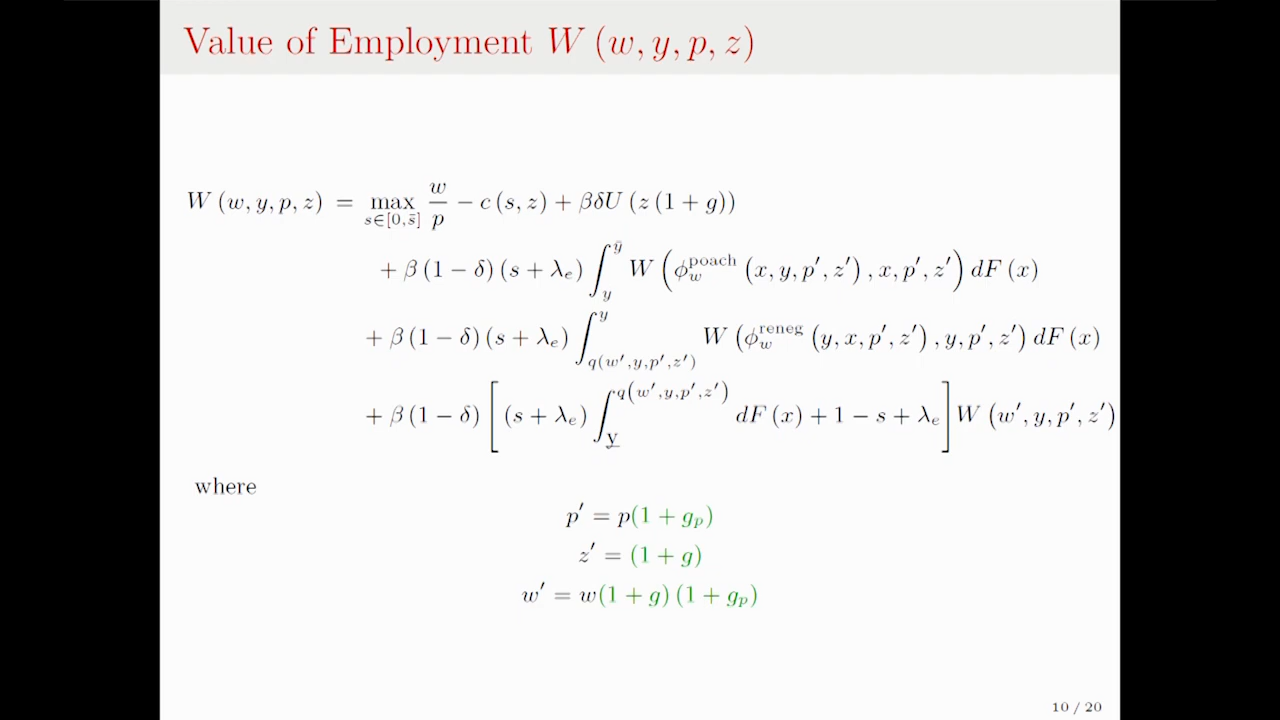 Value of Employment W (w, y, p, z)
W (w, y, p, z) = max_{s∈[0,s̄]} w/p − c (s, z) + βδU (z (1 + g))
+ β (1 − δ) (s + λ_e) ∫_y^ȳ W (ϕ_w^poach (x, y, p′, z′) , x, p′, z′) dF (x)
+ β (1 − δ) (s + λ_e) ∫_{q(w′,y,p′,z′)}^y W (ϕ_w^reneg (y, x, p′, z′) , y, p′, z′) dF (x)
+ β (1 − δ) [ (s + λ_e) ∫_y̲^{q(w′,y,p′,z′)} dF (x) + 1 − s + λ_e ] W (w′, y, p′, z′)
where
p′ = p(1 + g_p)
z′ = (1 + g)
w′ = w(1 + g) (1 + g_p)
10 / 20